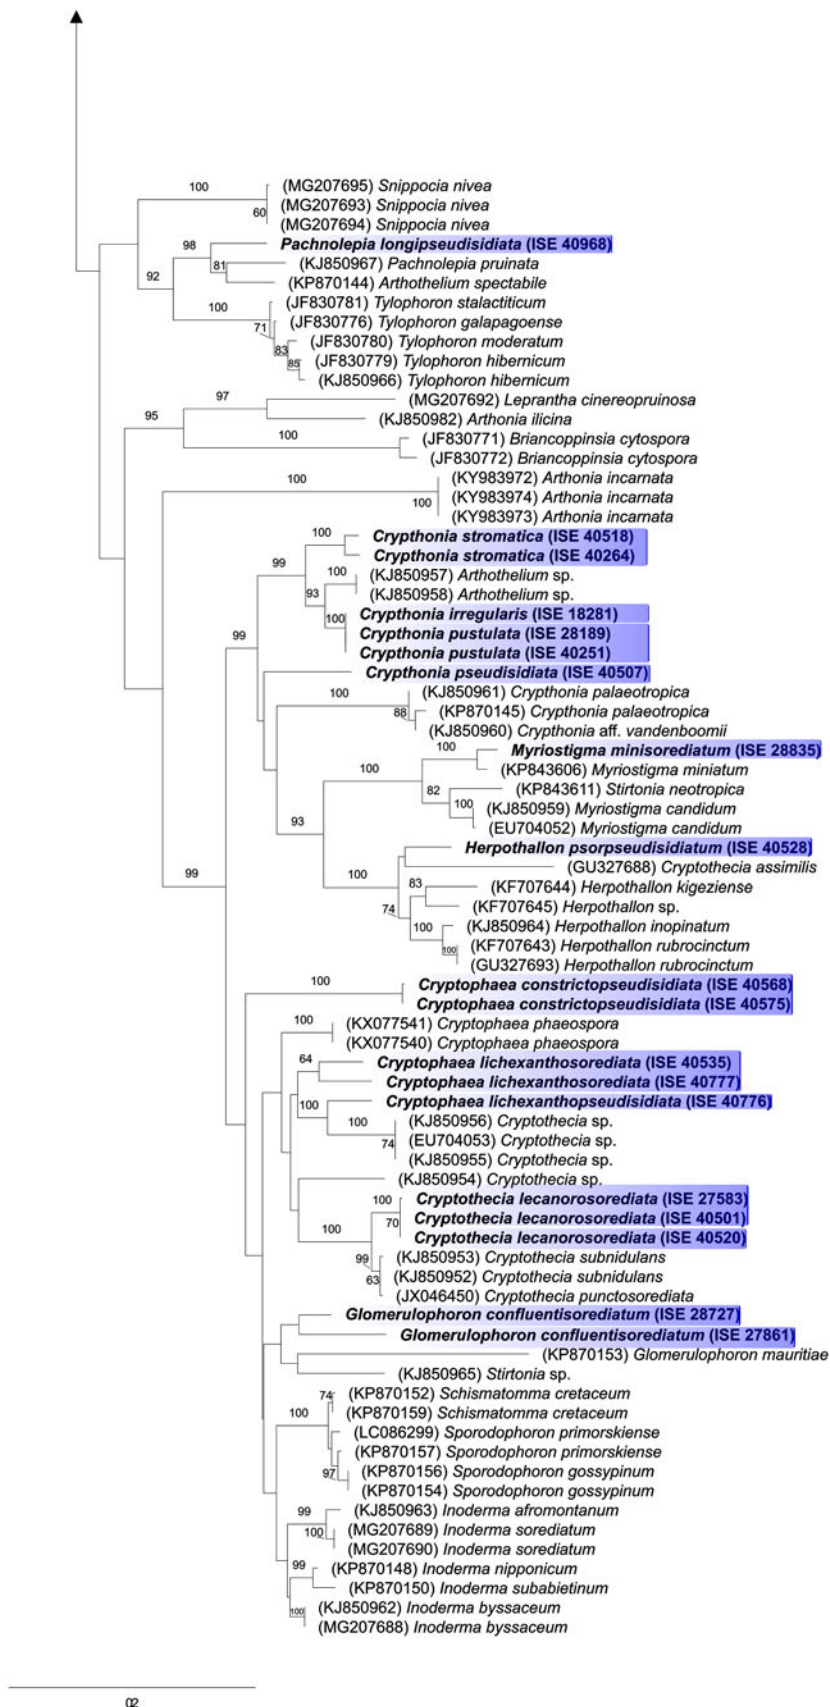 100
(MG207695) Snippocia nivea
60
(MG207693) Snippocia nivea
(MG207694) Snippocia nivea
98
Pachnolepia longipseudisidiata (ISE 40968)
92
81
(KJ850967) Pachnolepia pruinata
(KP870144) Arthothelium spectabile
100
(JF830781) Tylophoron stalactiticum
71
(JF830776) Tylophoron galapagoense
83
(JF830780) Tylophoron moderatum
85
(JF830779) Tylophoron hibernicum
(KJ850966) Tylophoron hibernicum
97
(MG207692) Leprantha cinereopruinosa
95
(KJ850982) Arthonia ilicina
100
(JF830771) Briancoppinsia cytospora
(JF830772) Briancoppinsia cytospora
100
(KY983972) Arthonia incarnata
100
(KY983974) Arthonia incarnata
(KY983973) Arthonia incarnata
100
Crypthonia stromatica (ISE 40518)
99
Crypthonia stromatica (ISE 40264)
100
(KJ850957) Arthothelium sp.
93
(KJ850958) Arthothelium sp.
100
Crypthonia irregularis (ISE 18281)
99
Crypthonia pustulata (ISE 28189)
Crypthonia pustulata (ISE 40251)
Crypthonia pseudisidiata (ISE 40507)
100
(KJ850961) Crypthonia palaeotropica
88
(KP870145) Crypthonia palaeotropica
(KJ850960) Crypthonia aff. vandenboomii
100
Myriostigma minisorediatum (ISE 28835)
100
(KP843606) Myriostigma miniatum
82
(KP843611) Stirtonia neotropica
100
(KJ850959) Myriostigma candidum
93
(EU704052) Myriostigma candidum
Herpothallon psorpseudisidiatum (ISE 40528)
99
100
(GU327688) Cryptothecia assimilis
83
(KF707644) Herpothallon kigeziense
74
(KF707645) Herpothallon sp.
100
(KJ850964) Herpothallon inopinatum
100
(KF707643) Herpothallon rubrocinctum
(GU327693) Herpothallon rubrocinctum
100
Cryptophaea constrictopseudisidiata (ISE 40568)
Cryptophaea constrictopseudisidiata (ISE 40575)
100
(KX077541) Cryptophaea phaeospora
(KX077540) Cryptophaea phaeospora
64
Cryptophaea lichexanthosorediata (ISE 40535)
Cryptophaea lichexanthosorediata (ISE 40777)
100
Cryptophaea lichexanthopseudisidiata (ISE 40776)
(KJ850956) Cryptothecia sp.
74
(EU704053) Cryptothecia sp.
(KJ850955) Cryptothecia sp.
(KJ850954) Cryptothecia sp.
100
Cryptothecia lecanorosorediata (ISE 27583)
70
Cryptothecia lecanorosorediata (ISE 40501)
100
Cryptothecia lecanorosorediata (ISE 40520)
99
(KJ850953) Cryptothecia subnidulans
63
(KJ850952) Cryptothecia subnidulans
(JX046450) Cryptothecia punctosorediata
Glomerulophoron confluentisorediatum (ISE 28727)
Glomerulophoron confluentisorediatum (ISE 27861)
(KP870153) Glomerulophoron mauritiae
(KJ850965) Stirtonia sp.
74
(KP870152) Schismatomma cretaceum
100
(KP870159) Schismatomma cretaceum
(LC086299) Sporodophoron primorskiense
(KP870157) Sporodophoron primorskiense
97
(KP870156) Sporodophoron gossypinum
(KP870154) Sporodophoron gossypinum
99
(KJ850963) Inoderma afromontanum
100
(MG207689) Inoderma sorediatum
(MG207690) Inoderma sorediatum
99
(KP870148) Inoderma nipponicum
(KP870150) Inoderma subabietinum
100
(KJ850962) Inoderma byssaceum
(MG207688) Inoderma byssaceum
02